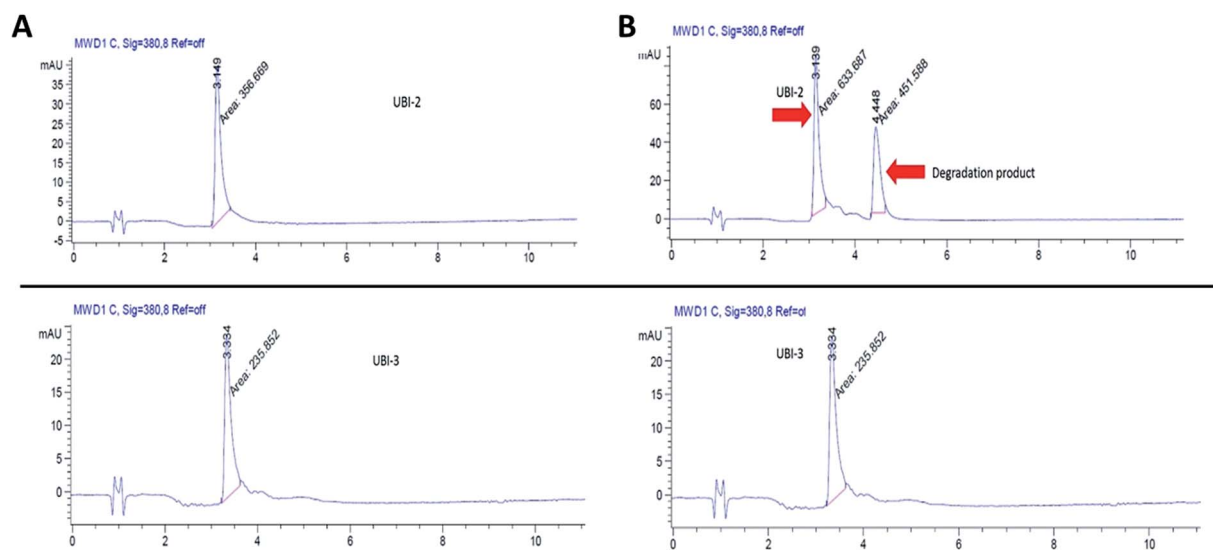 A
MWD1 C, Sig=380,8 Ref=off
mAU
35
30
25
20
15
10
5
0
-5
3.149
Area: 356.669
UBI-2
0 2 4 6 8 10
B
MWD1 C, Sig=380,8 Ref=off
mAU
60
40
20
0
3.139
Area: 633.687
4.448
Area: 451.588
UBI-2
Degradation product
0 2 4 6 8 10
MWD1 C, Sig=380,8 Ref=off
mAU
20
15
10
5
0
3.334
Area: 235.852
UBI-3
0 2 4 6 8 10
MWD1 C, Sig=380,8 Ref=of
mAU
20
15
10
5
0
3.334
Area: 235.852
UBI-3
0 2 4 6 8 10